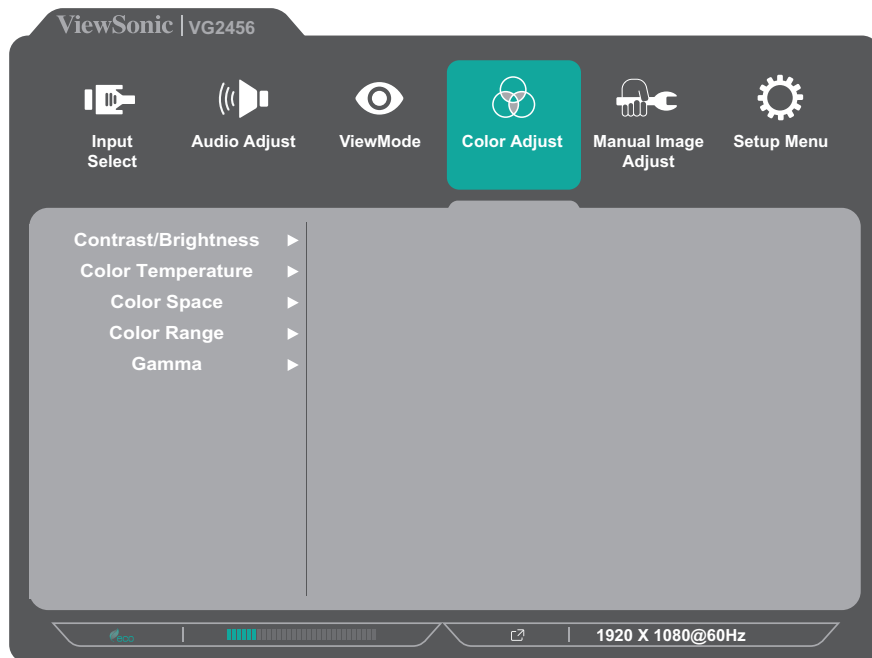 ViewSonic | VG2456
Input
Select
Audio Adjust
ViewMode
Color Adjust
Manual Image
Adjust
Setup Menu
Contrast/Brightness
Color Temperature
Color Space
Color Range
Gamma
eco
1920 X 1080@60Hz